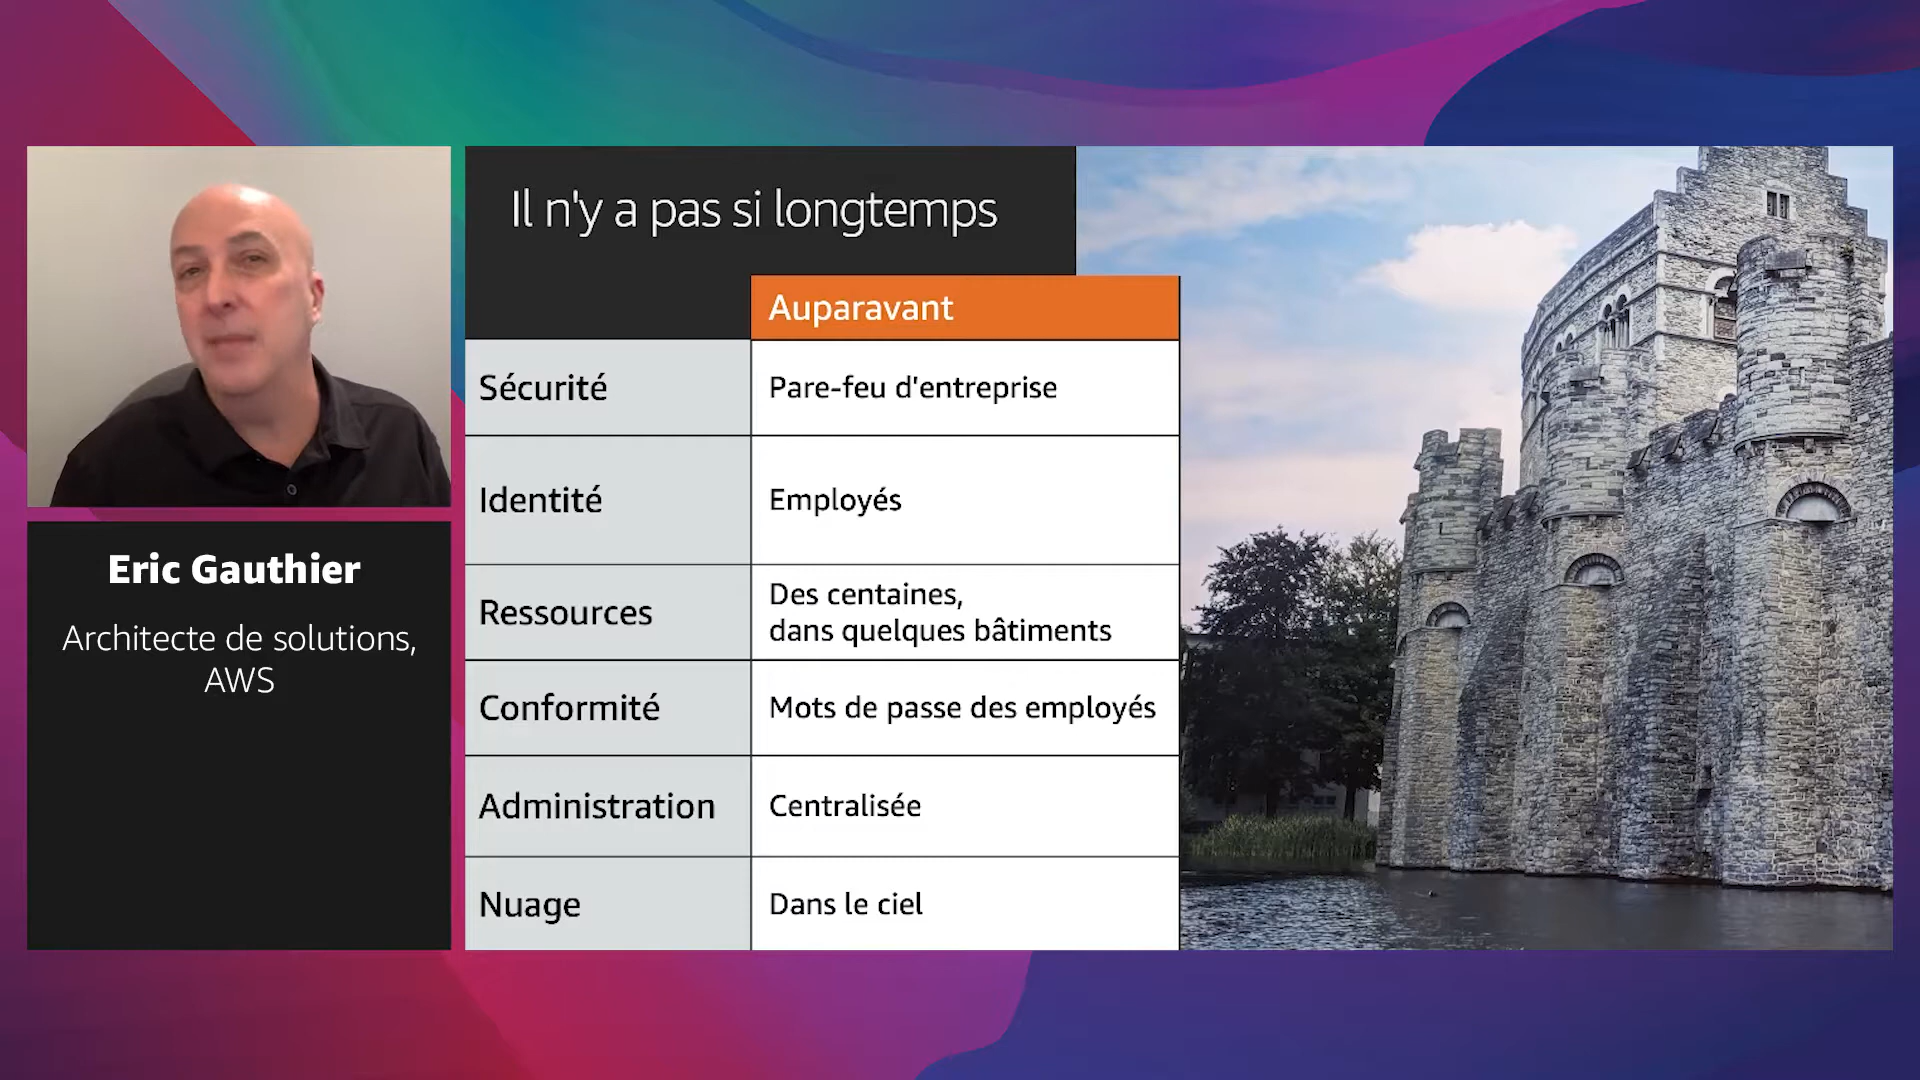 Eric Gauthier
Architecte de solutions,
AWS
Il n'y a pas si longtemps
Auparavant
Sécurité
Pare-feu d'entreprise
Identité
Employés
Ressources
Des centaines,
dans quelques bâtiments
Conformité
Mots de passe des employés
Administration
Centralisée
Nuage
Dans le ciel